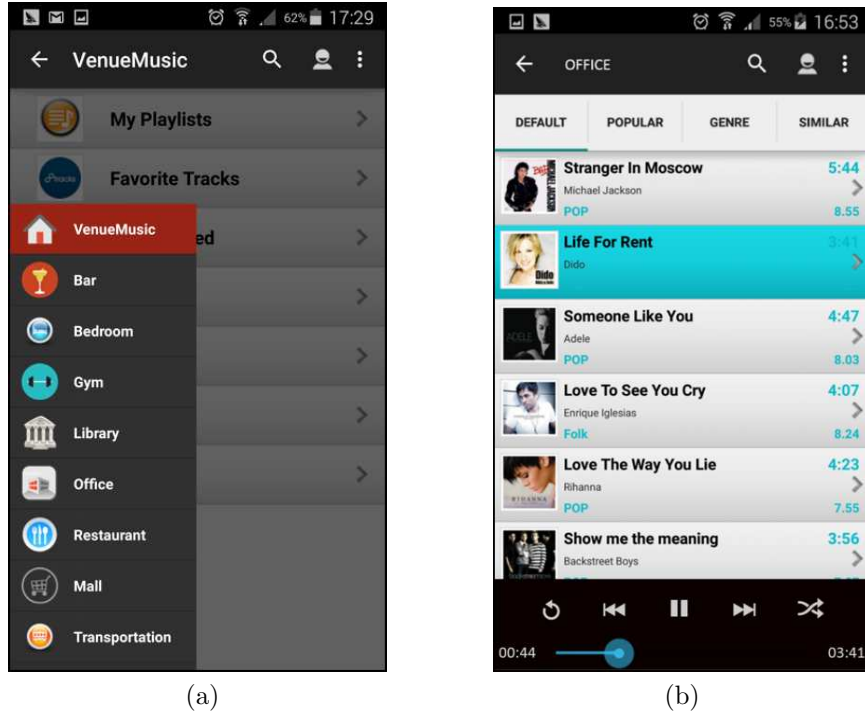 62% 17:29
VenueMusic
My Playlists
Favorite Tracks
ed
VenueMusic
Bar
Bedroom
Gym
Library
Office
Restaurant
Mall
Transportation
(a)
55% 16:53
OFFICE
DEFAULT POPULAR GENRE SIMILAR
Stranger In Moscow 5:44
Michael Jackson
POP 8.55
Life For Rent 3:41
Dido
Dido
Someone Like You 4:47
ADELE Adele
POP 8.03
Love To See You Cry 4:07
Enrique Iglesias
Folk 8.24
Love The Way You Lie 4:23
Rihanna
RIHANNA
POP 7.55
Show me the meaning 3:56
Backstreet Boys
00:44 03:41
(b)